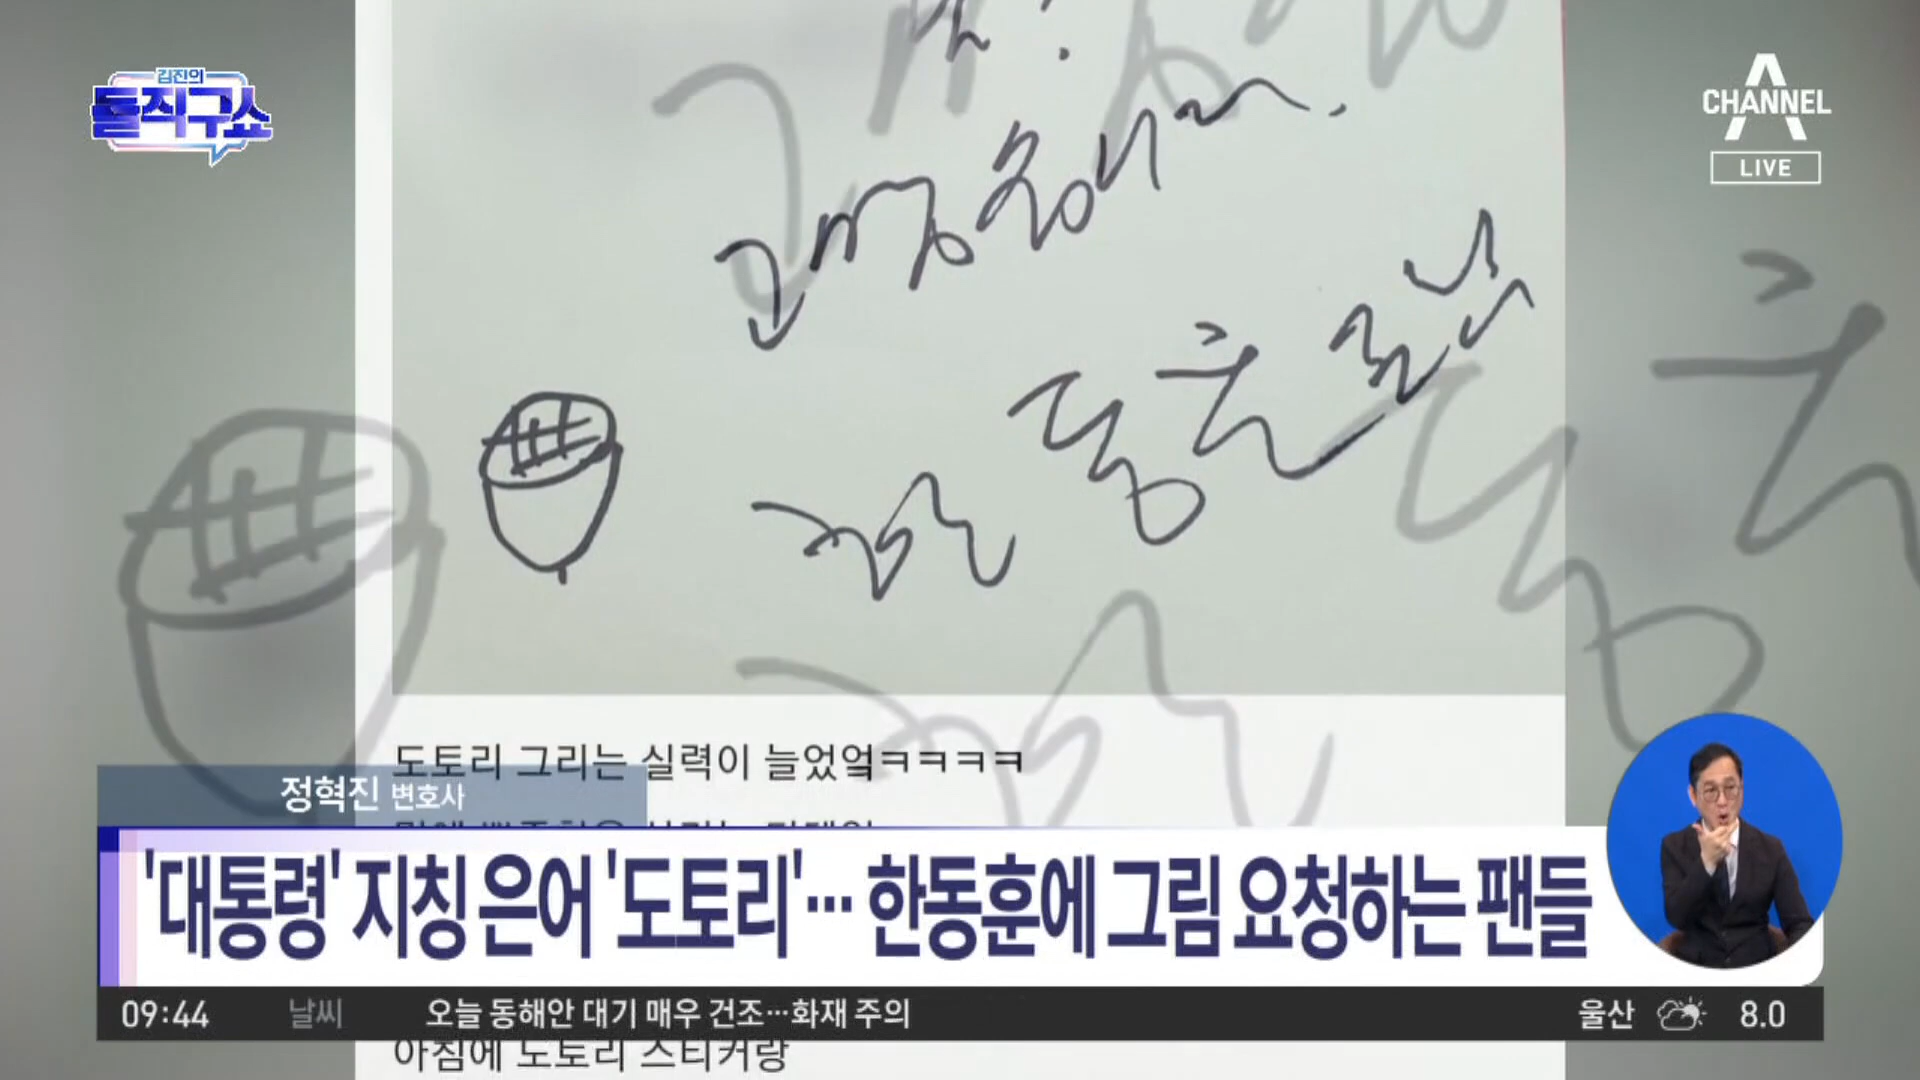 김진의
돌직구쇼
CHANNEL A
LIVE
고맙습니다.
도토리 그리는 실력이 늘었엌ㅋㅋㅋㅋ
정혁진 변호사
'대통령' 지칭 은어 '도토리'… 한동훈에 그림 요청하는 팬들
09:44 날씨 오늘 동해안 대기 매우 건조…화재 주의 울산 8.0
아침에 도토리 스티커랑